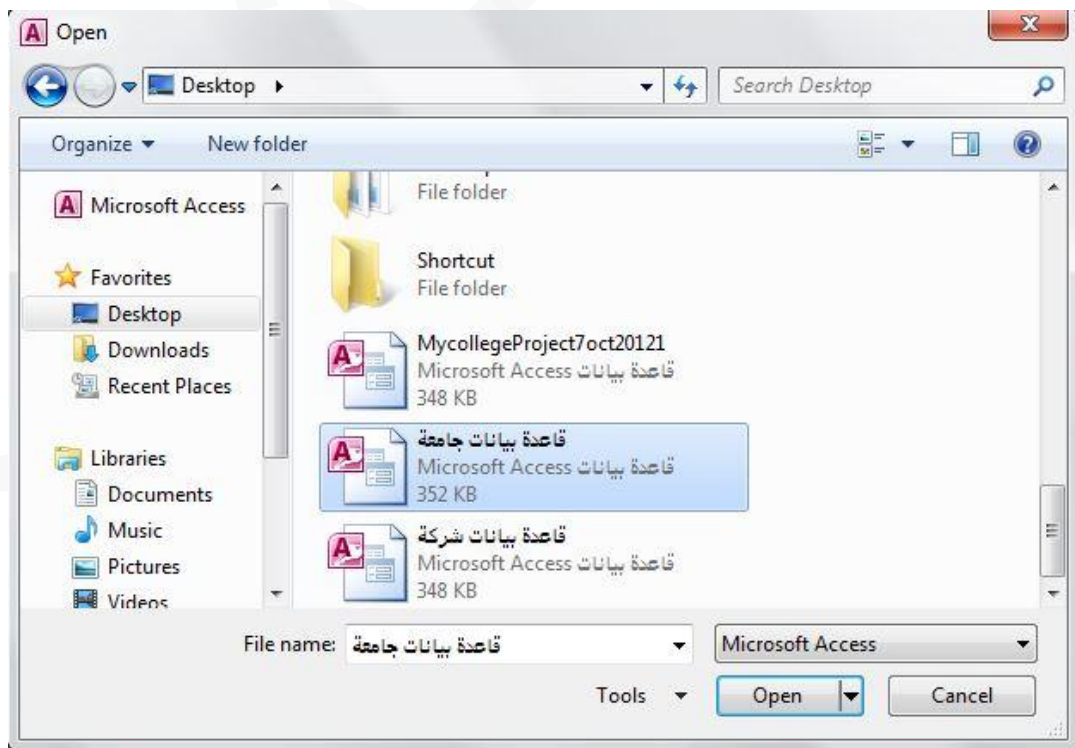 Open
Desktop
Search Desktop
Organize
New folder
Microsoft Access
Favorites
Desktop
Downloads
Recent Places
Libraries
Documents
Music
Pictures
Videos
File folder
Shortcut
File folder
MycollegeProject7oct20121
قاعدة بيانات Microsoft Access
348 KB
قاعدة بيانات جامعة
قاعدة بيانات Microsoft Access
352 KB
قاعدة بيانات شركة
قاعدة بيانات Microsoft Access
348 KB
File name: قاعدة بيانات جامعة
Microsoft Access
Tools
Open
Cancel